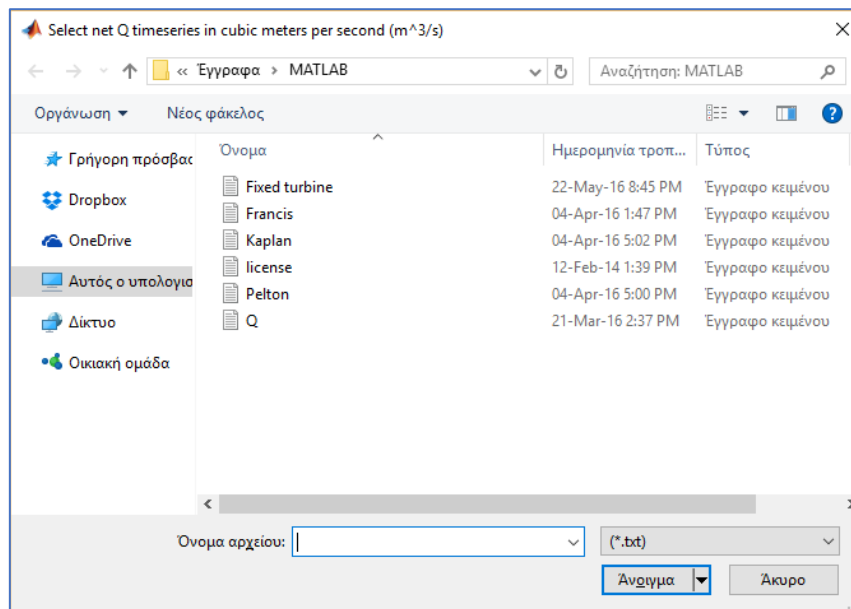 Select net Q timeseries in cubic meters per second (m^3/s)
« Έγγραφα > MATLAB
Αναζήτηση: MATLAB
Οργάνωση Νέος φάκελος
Όνομα Ημερομηνία τροπ... Τύπος
Γρήγορη πρόσβας
Dropbox
OneDrive
Αυτός ο υπολογισ
Δίκτυο
Οικιακή ομάδα
Fixed turbine 22-May-16 8:45 PM Έγγραφο κειμένου
Francis 04-Apr-16 1:47 PM Έγγραφο κειμένου
Kaplan 04-Apr-16 5:02 PM Έγγραφο κειμένου
license 12-Feb-14 1:39 PM Έγγραφο κειμένου
Pelton 04-Apr-16 5:00 PM Έγγραφο κειμένου
Q 21-Mar-16 2:37 PM Έγγραφο κειμένου
Όνομα αρχείου: (*.txt)
Άνοιγμα Άκυρο